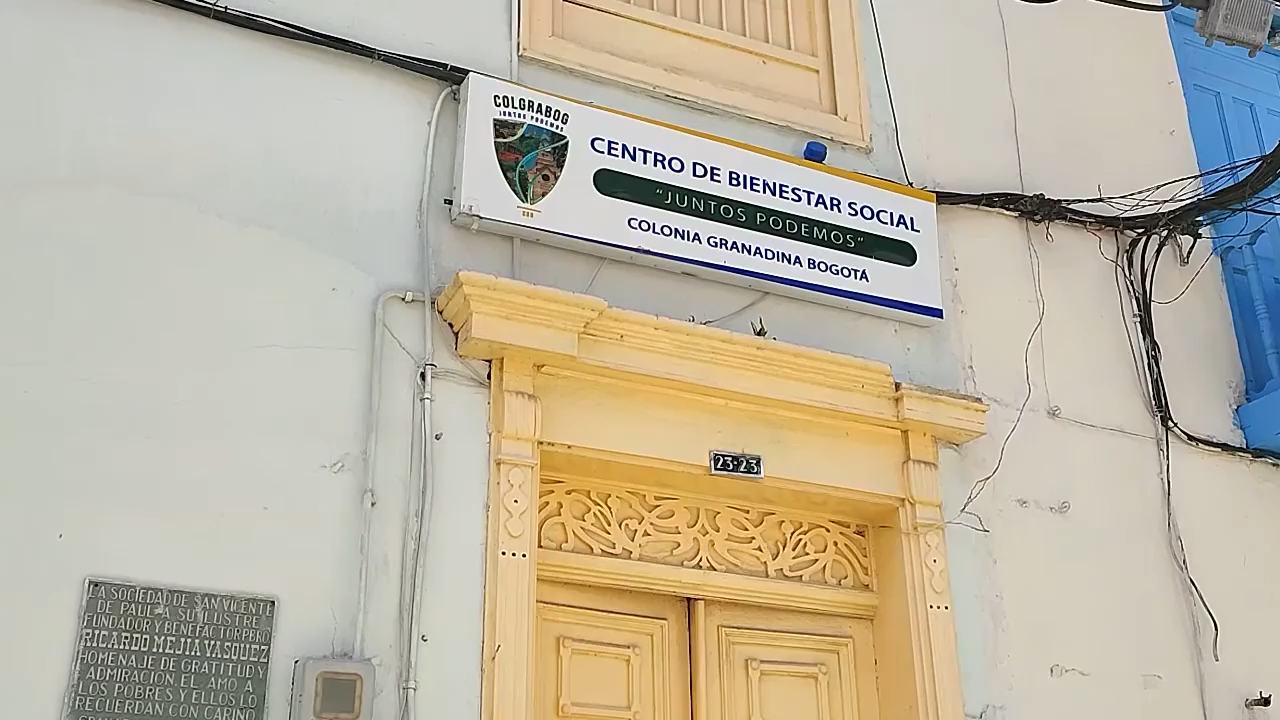 COLGRABOG
JUNTOS PODEMOS
CENTRO DE BIENESTAR SOCIAL
"JUNTOS PODEMOS"
COLONIA GRANADINA BOGOTÁ
23-23
LA SOCIEDAD DE SAN VICENTE
DE PAUL A SU ILUSTRE
FUNDADOR Y BENEFACTOR PBRO
RICARDO MEJIA VASQUEZ
HOMENAJE DE GRATITUD Y
ADMIRACION. EL AMO A
LOS POBRES Y ELLOS LO
RECUERDAN CON CARIÑO